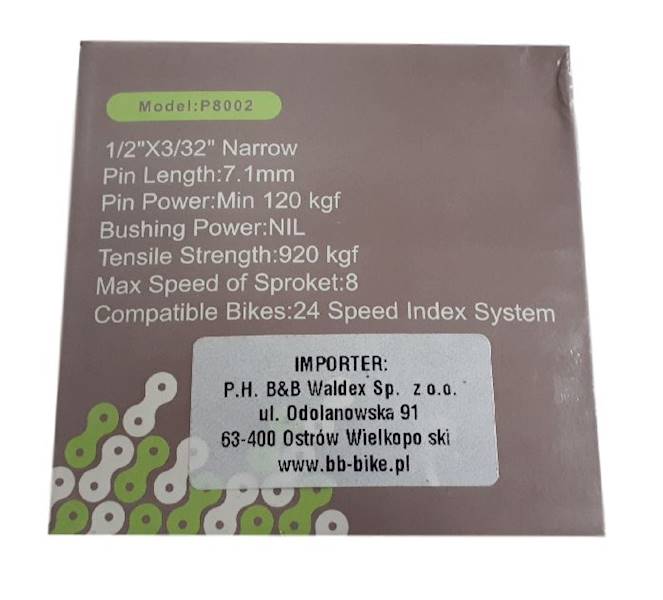 Model:P8002
1/2"X3/32" Narrow
Pin Length:7.1mm
Pin Power:Min 120 kgf
Bushing Power:NIL
Tensile Strength:920 kgf
Max Speed of Sproket:8
Compatible Bikes:24 Speed Index System
IMPORTER:
P.H. B&B Waldex Sp. z o.o.
ul. Odolanowska 91
63-400 Ostrów Wielkopo ski
www.bb-bike.pl